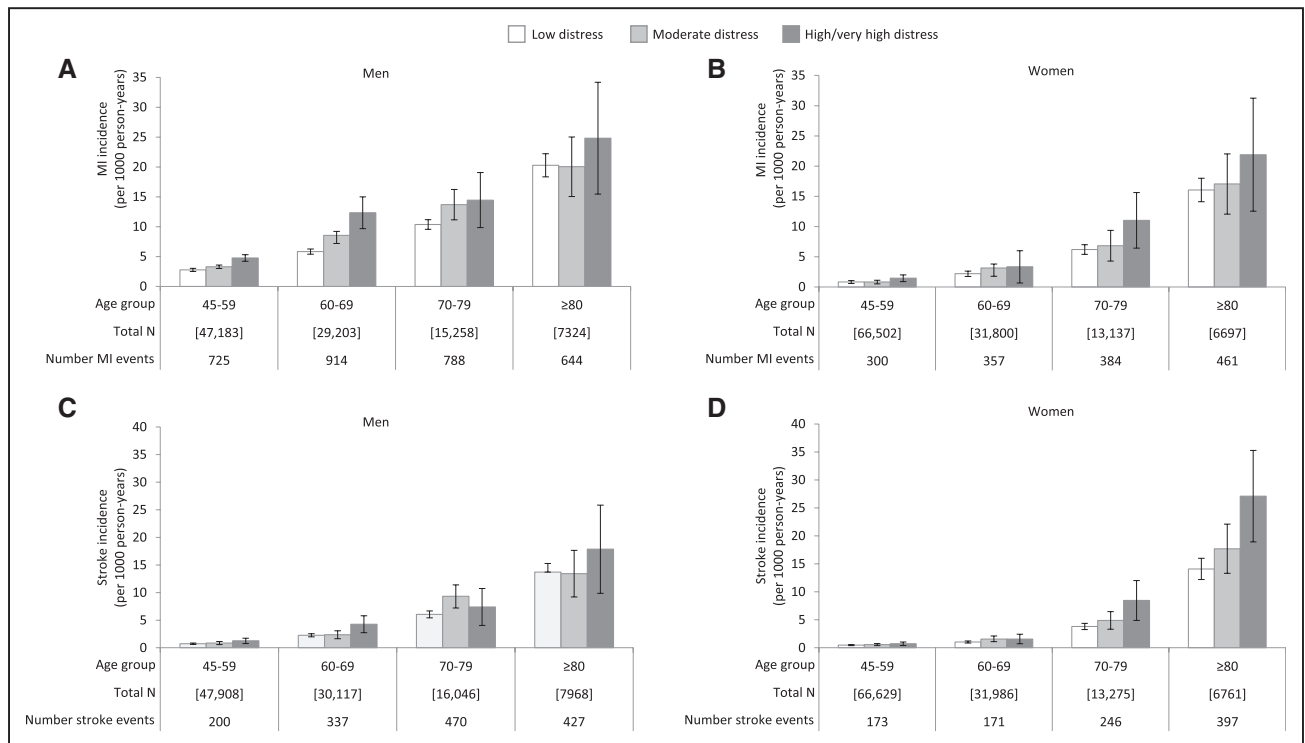 Low distress Moderate distress High/very high distress
A
Men
MI incidence
(per 1000 person-years)
35
30
25
20
15
10
5
0
Age group 45-59 60-69 70-79 ≥80
Total N [47,183] [29,203] [15,258] [7324]
Number MI events 725 914 788 644
B
Women
MI incidence
(per 1000 person-years)
35
30
25
20
15
10
5
0
Age group 45-59 60-69 70-79 ≥80
Total N [66,502] [31,800] [13,137] [6697]
Number MI events 300 357 384 461
C
Men
Stroke incidence
(per 1000 person-years)
40
35
30
25
20
15
10
5
0
Age group 45-59 60-69 70-79 ≥80
Total N [47,908] [30,117] [16,046] [7968]
Number stroke events 200 337 470 427
D
Women
Stroke incidence
(per 1000 person-years)
40
35
30
25
20
15
10
5
0
Age group 45-59 60-69 70-79 ≥80
Total N [66,629] [31,986] [13,275] [6761]
Number stroke events 173 171 246 397